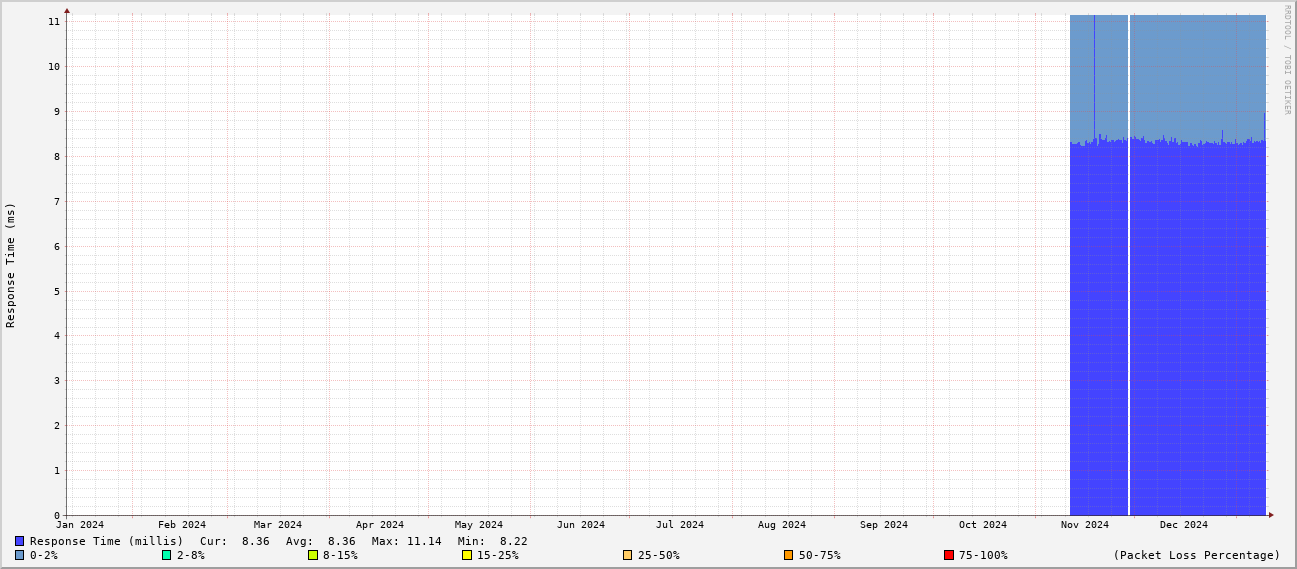 RRDTOOL / TOBI OETIKER
Response Time (ms)
11
10
9
8
7
6
5
4
3
2
1
0
Jan 2024 Feb 2024 Mar 2024 Apr 2024 May 2024 Jun 2024 Jul 2024 Aug 2024 Sep 2024 Oct 2024 Nov 2024 Dec 2024
Response Time (millis) Cur: 8.36 Avg: 8.36 Max: 11.14 Min: 8.22
0-2% 2-8% 8-15% 15-25% 25-50% 50-75% 75-100% (Packet Loss Percentage)